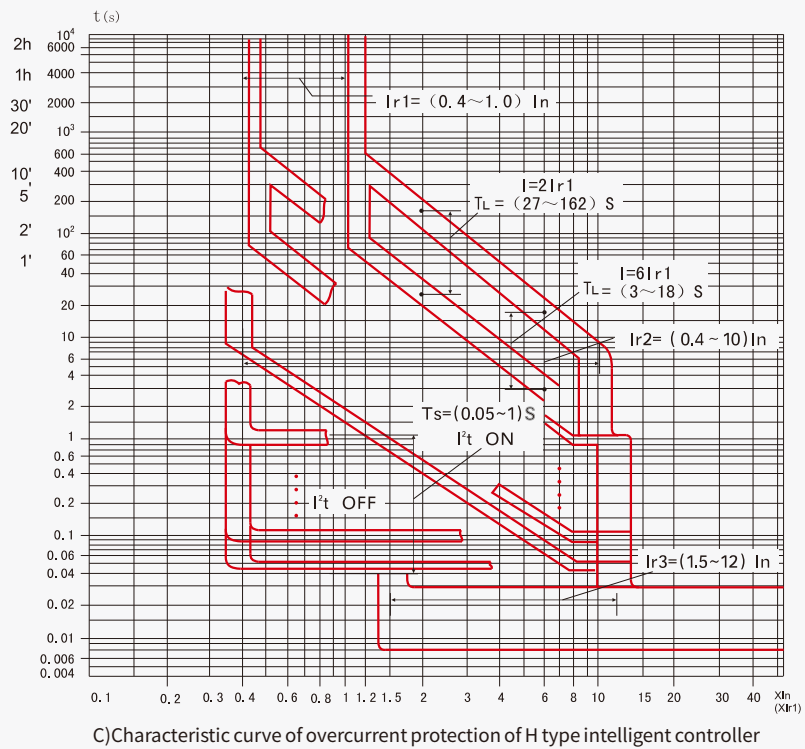 t(s)
2h
1h
30'
20'
10'
5'
2'
1'
10⁴
6000
4000
2000
10³
600
400
200
10²
60
40
20
10
6
4
2
1
0.6
0.4
0.2
0.1
0.06
0.04
0.02
0.01
0.006
0.004
Ir1=(0.4～1.0) In
I=2Ir1
TL=(27～162) S
I=6Ir1
TL=(3～18) S
Ir2=(0.4~10)In
Ts=(0.05~1)S
I²t ON
I²t OFF
Ir3=(1.5~12) In
0.1 0.2 0.3 0.4 0.6 0.8 1 1.2 1.5 2 3 4 6 8 10 15 20 30 40 XIn
(XIr1)
C)Characteristic curve of overcurrent protection of H type intelligent controller